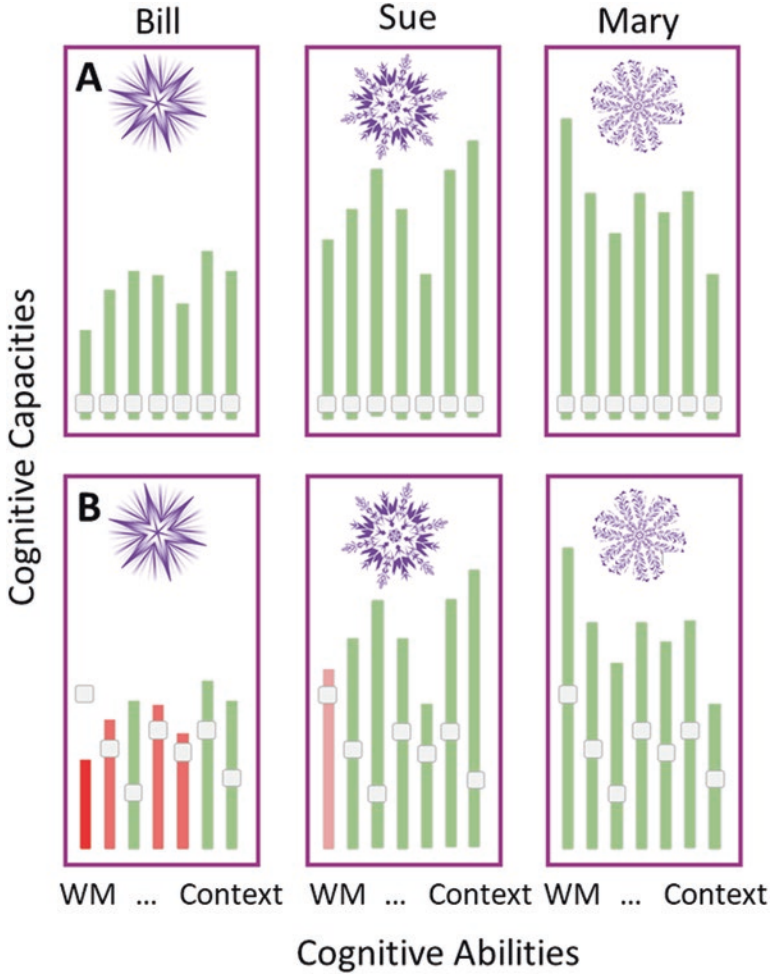 Bill Sue Mary
A
B
Cognitive Capacities
WM ... Context WM ... Context WM ... Context
Cognitive Abilities